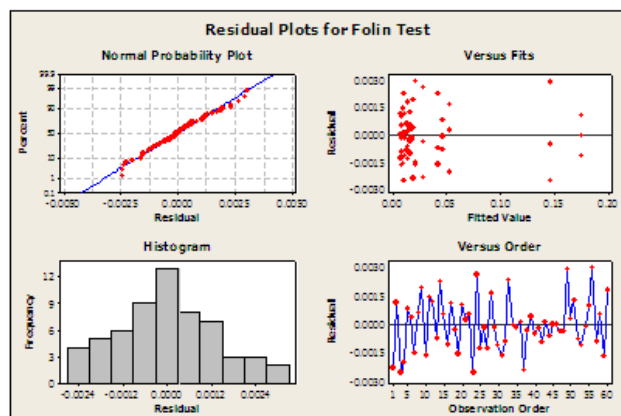 Residual Plots for Folin Test
Normal Probability Plot
Versus Fits
99.9
99
90
50
10
1
0.1
Percent
-0.0050 -0.0025 0.0000 0.0025 0.0050
Residual
0.0030
0.0015
0.0000
-0.0015
-0.0030
Residual
0.00 0.05 0.10 0.15 0.20
Fitted Value
Histogram
Versus Order
12
9
6
3
0
Frequency
-0.0024 -0.0012 0.0000 0.0012 0.0024
Residual
0.0030
0.0015
0.0000
-0.0015
-0.0030
Residual
1 5 10 15 20 25 30 35 40 45 50 55 60
Observation Order